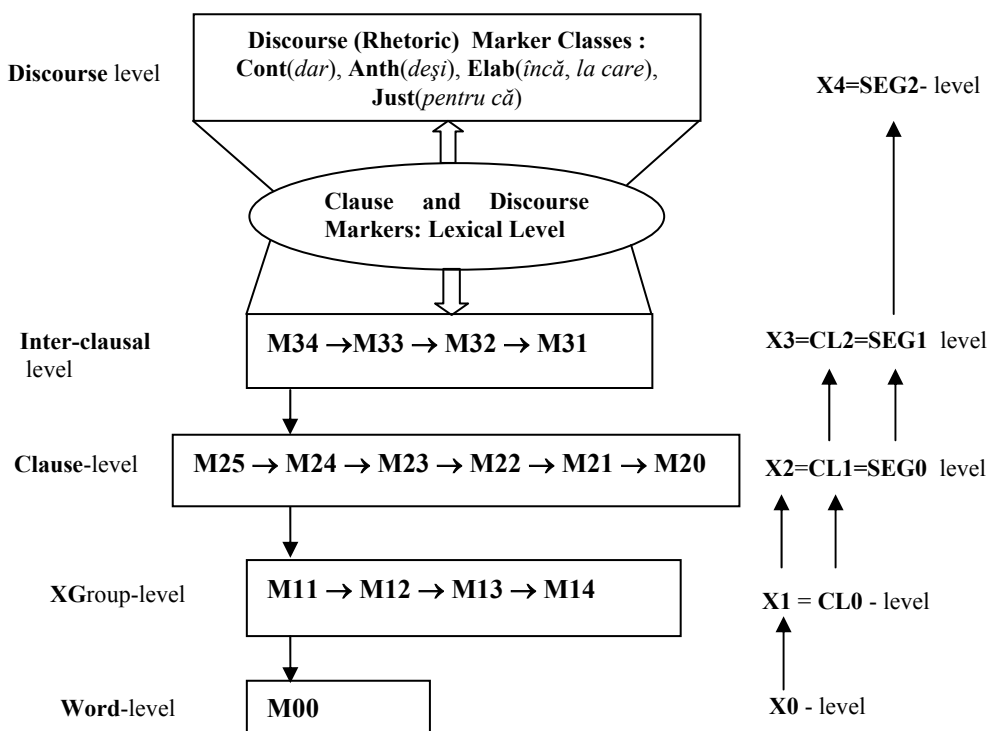 Discourse (Rhetoric) Marker Classes :
Cont(dar), Anth(deşi), Elab(încă, la care),
Just(pentru că)
Discourse level
X4=SEG2- level
Clause and Discourse
Markers: Lexical Level
Inter-clausal
level
M34 →M33 → M32 → M31
X3=CL2=SEG1 level
Clause-level
M25 → M24 → M23 → M22 → M21 → M20
X2=CL1=SEG0 level
XGroup-level
M11 → M12 → M13 → M14
X1 = CL0 - level
Word-level
M00
X0 - level